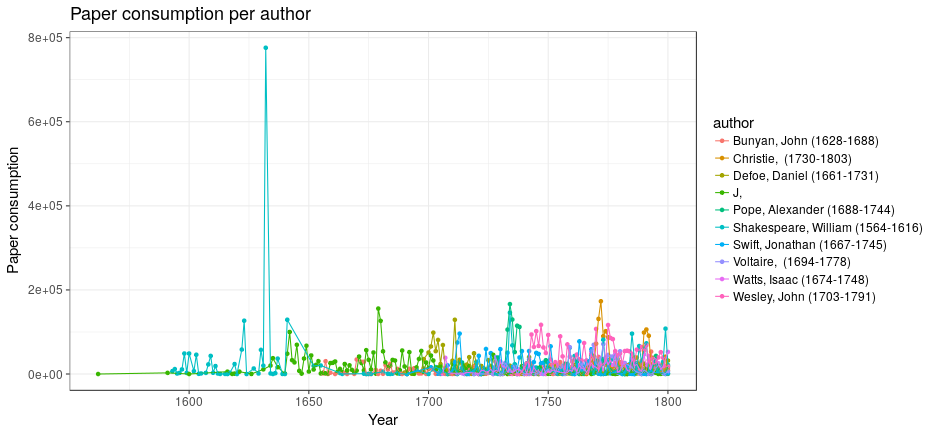 Paper consumption per author
8e+05
6e+05
4e+05
2e+05
0e+00
Paper consumption
1600
1650
1700
1750
1800
Year
author
Bunyan, John (1628-1688)
Christie,  (1730-1803)
Defoe, Daniel (1661-1731)
J,
Pope, Alexander (1688-1744)
Shakespeare, William (1564-1616)
Swift, Jonathan (1667-1745)
Voltaire,  (1694-1778)
Watts, Isaac (1674-1748)
Wesley, John (1703-1791)